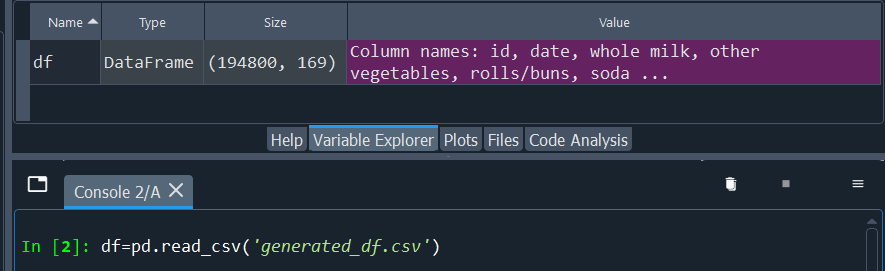 Name Type Size Value
df DataFrame (194800, 169) Column names: id, date, whole milk, other
vegetables, rolls/buns, soda ...
Help Variable Explorer Plots Files Code Analysis
Console 2/A
In [2]: df=pd.read_csv('generated_df.csv')